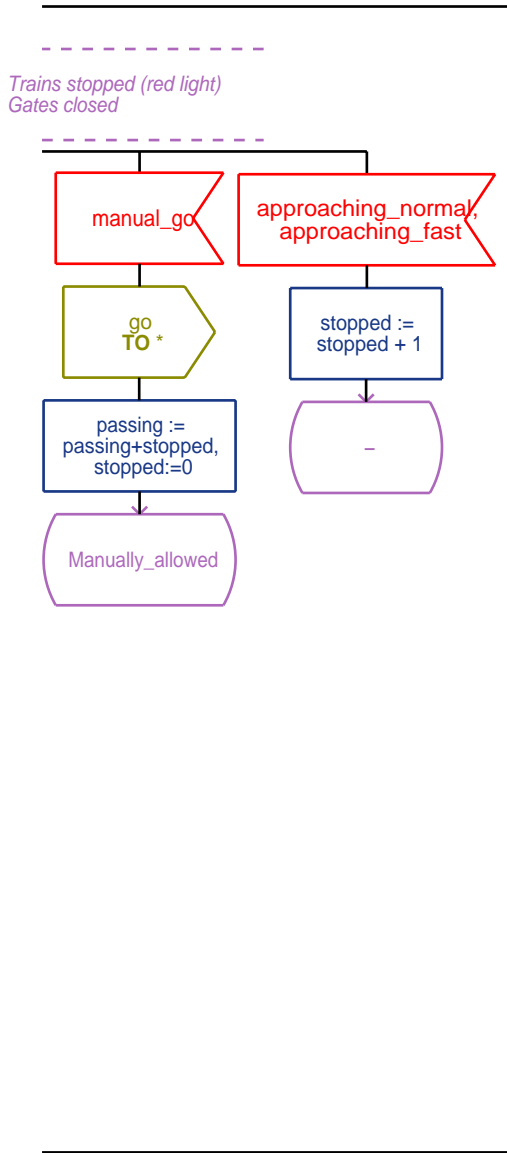 Trains stopped (red light)
Gates closed
manual_go
go
TO *
passing :=
passing+stopped,
stopped:=0
Manually_allowed
approaching_normal,
approaching_fast
stopped :=
stopped + 1
–